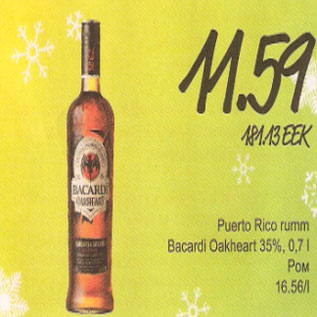 11.59
181.13 EEK
BACARDI
OAKHEART
Puerto Rico rumm
Bacardi Oakheart 35%, 0,7 l
Ром
16.56/l